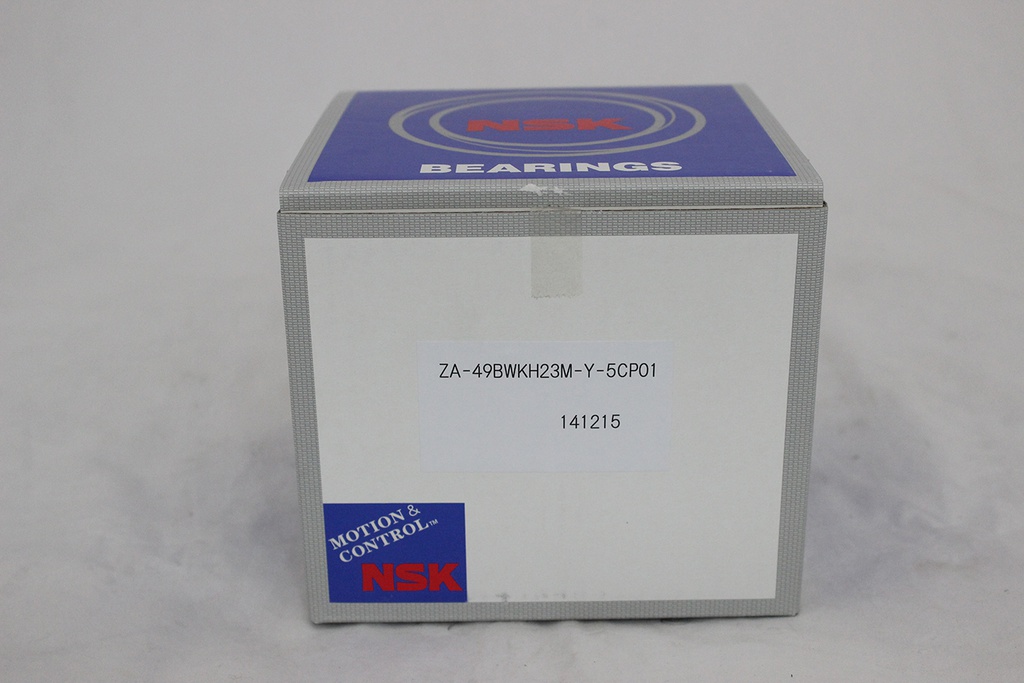 NSK
BEARINGS
ZA-49BWKH23M-Y-5CP01
141215
MOTION &
CONTROL™
NSK